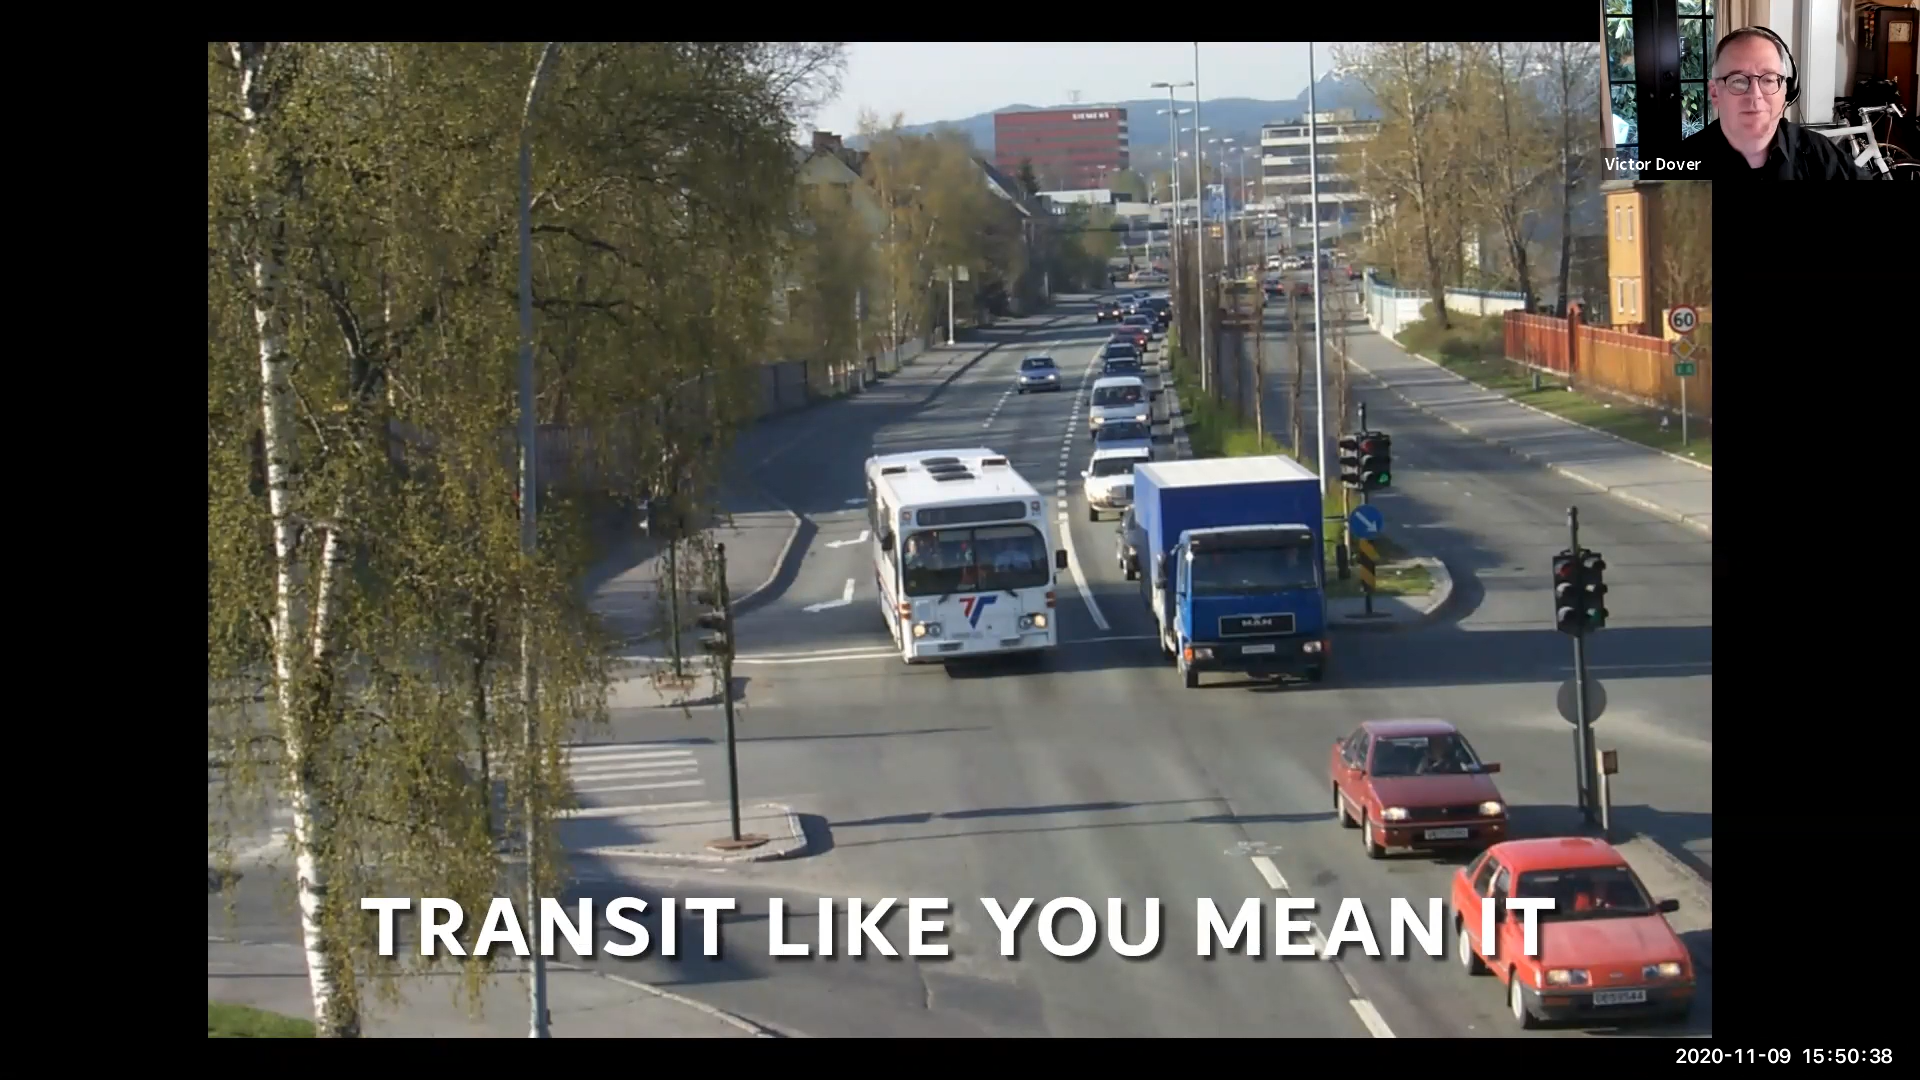 SIEMENS
Victor Dover
60
MAN
TRANSIT LIKE YOU MEAN IT
2020-11-09 15:50:38